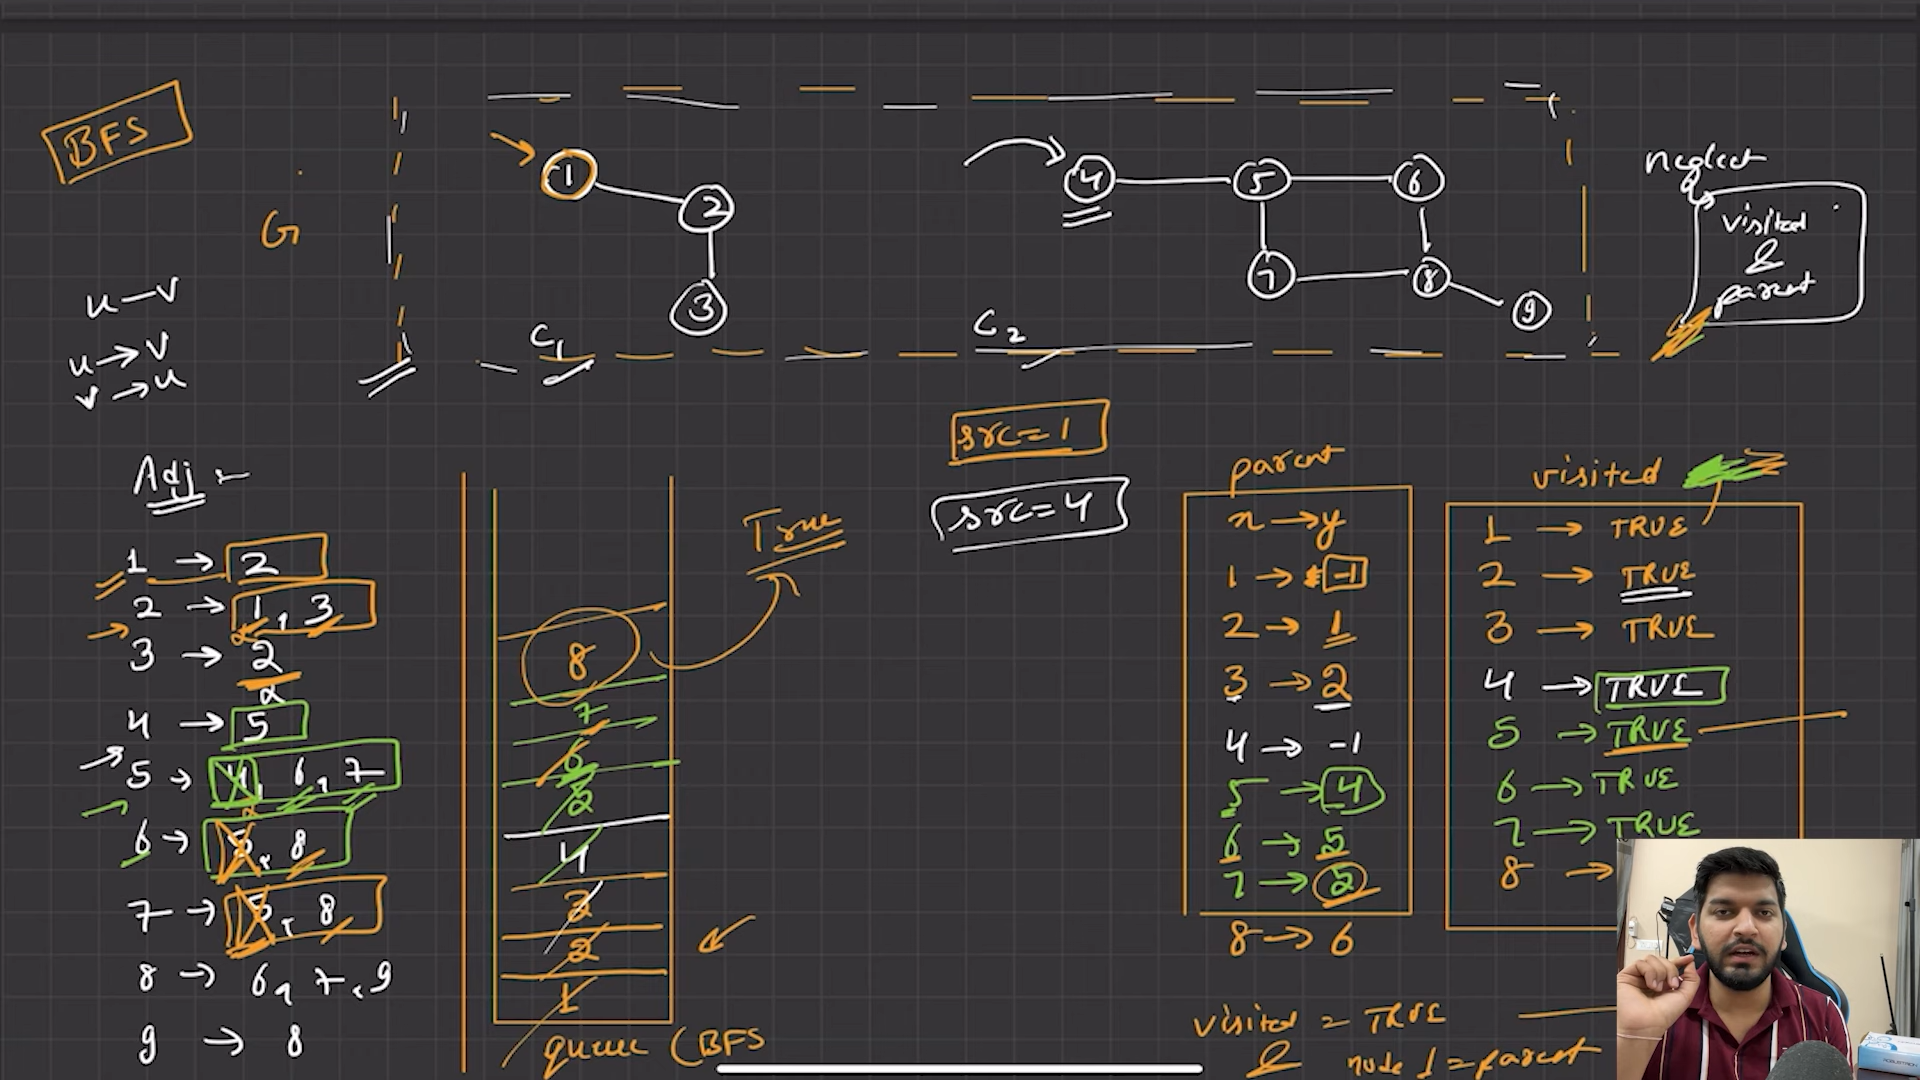 BFS
G
u — v
u → v
v → u
1
2
3
C1
4
5
6
7
8
9
C2
neglect
visited
&
parent
src=1
src=4
Adj :-
1 → 2
2 → 1, 3
3 → 2
4 → 5
5 → 4, 6, 7
6 → 5, 8
7 → 5, 8
8 → 6, 7, 9
9 → 8
True
8
7
6
5
4
3
2
1
queue (BFS
parent
x → y
1 → -1
2 → 1
3 → 2
4 → -1
5 → 4
6 → 5
7 → 5
8 → 6
visited
1 → TRUE
2 → TRUE
3 → TRUE
4 → TRUE
5 → TRUE
6 → TRUE
7 → TRUE
8 →
visited = TRUE
& node != parent